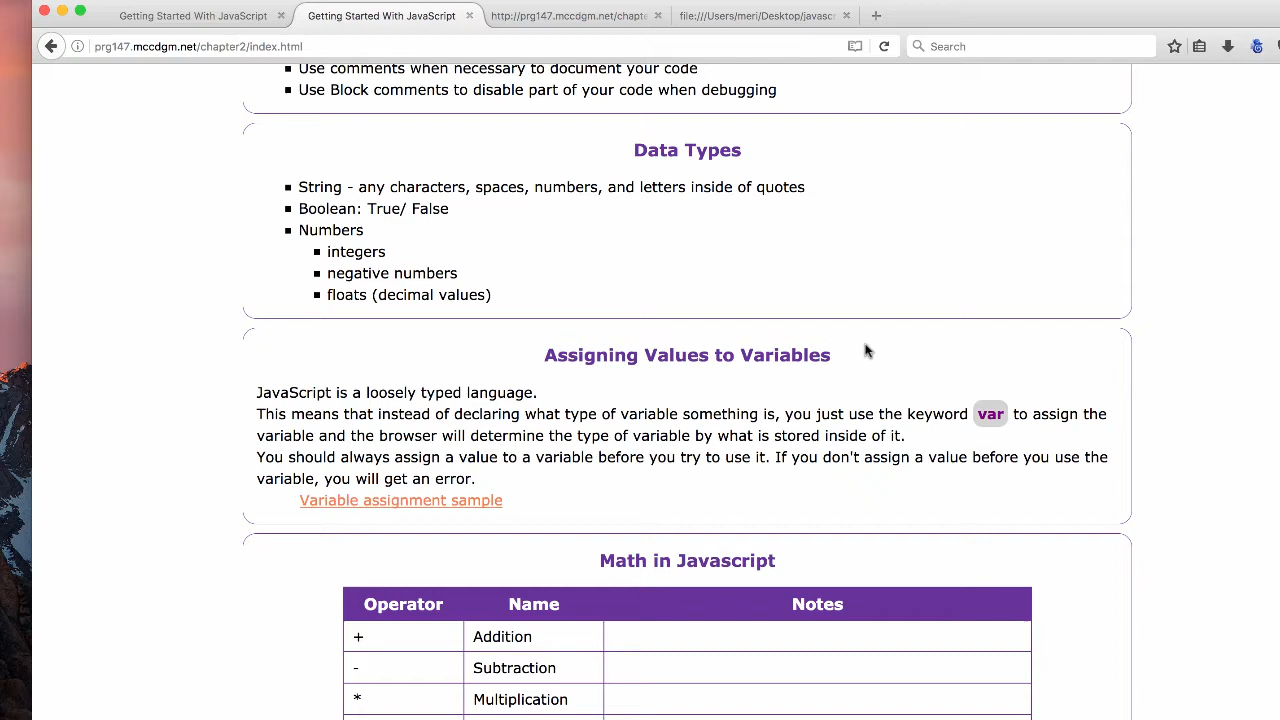 Getting Started With JavaScript
Getting Started With JavaScript
http://prg147.mccdgm.net/chapte
file:///Users/meri/Desktop/javasc
prg147.mccdgm.net/chapter2/index.html
Search
Use comments when necessary to document your code
Use Block comments to disable part of your code when debugging
Data Types
String - any characters, spaces, numbers, and letters inside of quotes
Boolean: True/ False
Numbers
integers
negative numbers
floats (decimal values)
Assigning Values to Variables
JavaScript is a loosely typed language.
This means that instead of declaring what type of variable something is, you just use the keyword var to assign the
variable and the browser will determine the type of variable by what is stored inside of it.
You should always assign a value to a variable before you try to use it. If you don't assign a value before you use the
variable, you will get an error.
Variable assignment sample
Math in Javascript
Operator Name Notes
+ Addition
- Subtraction
* Multiplication